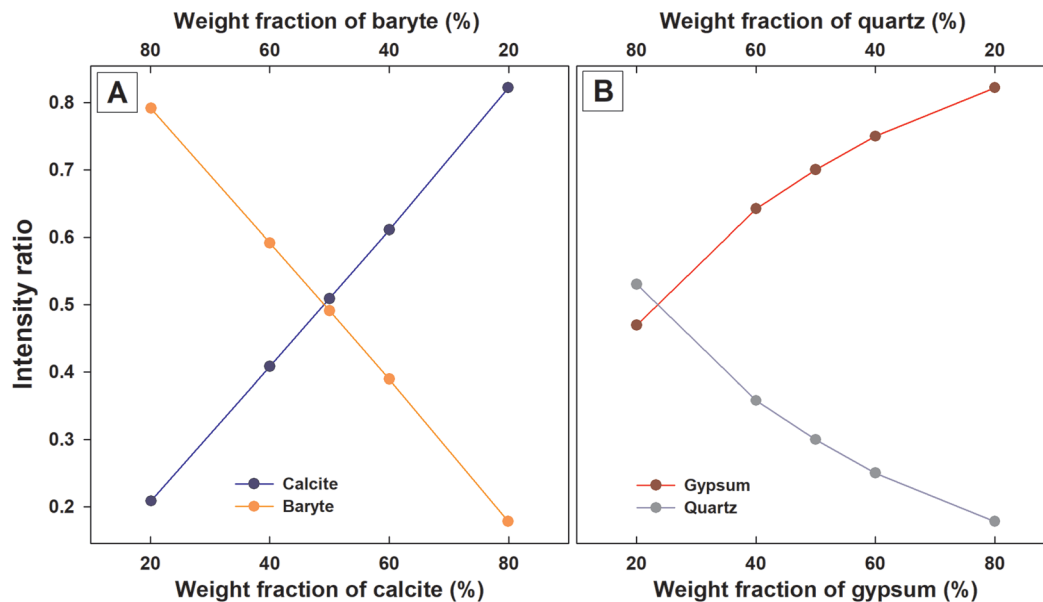 Weight fraction of baryte (%)
80 60 40 20
A
Intensity ratio
0.8
0.7
0.6
0.5
0.4
0.3
0.2
Calcite
Baryte
20 40 50 60 80
Weight fraction of calcite (%)
Weight fraction of quartz (%)
80 60 50 40 20
B
Gypsum
Quartz
20 40 50 60 80
Weight fraction of gypsum (%)